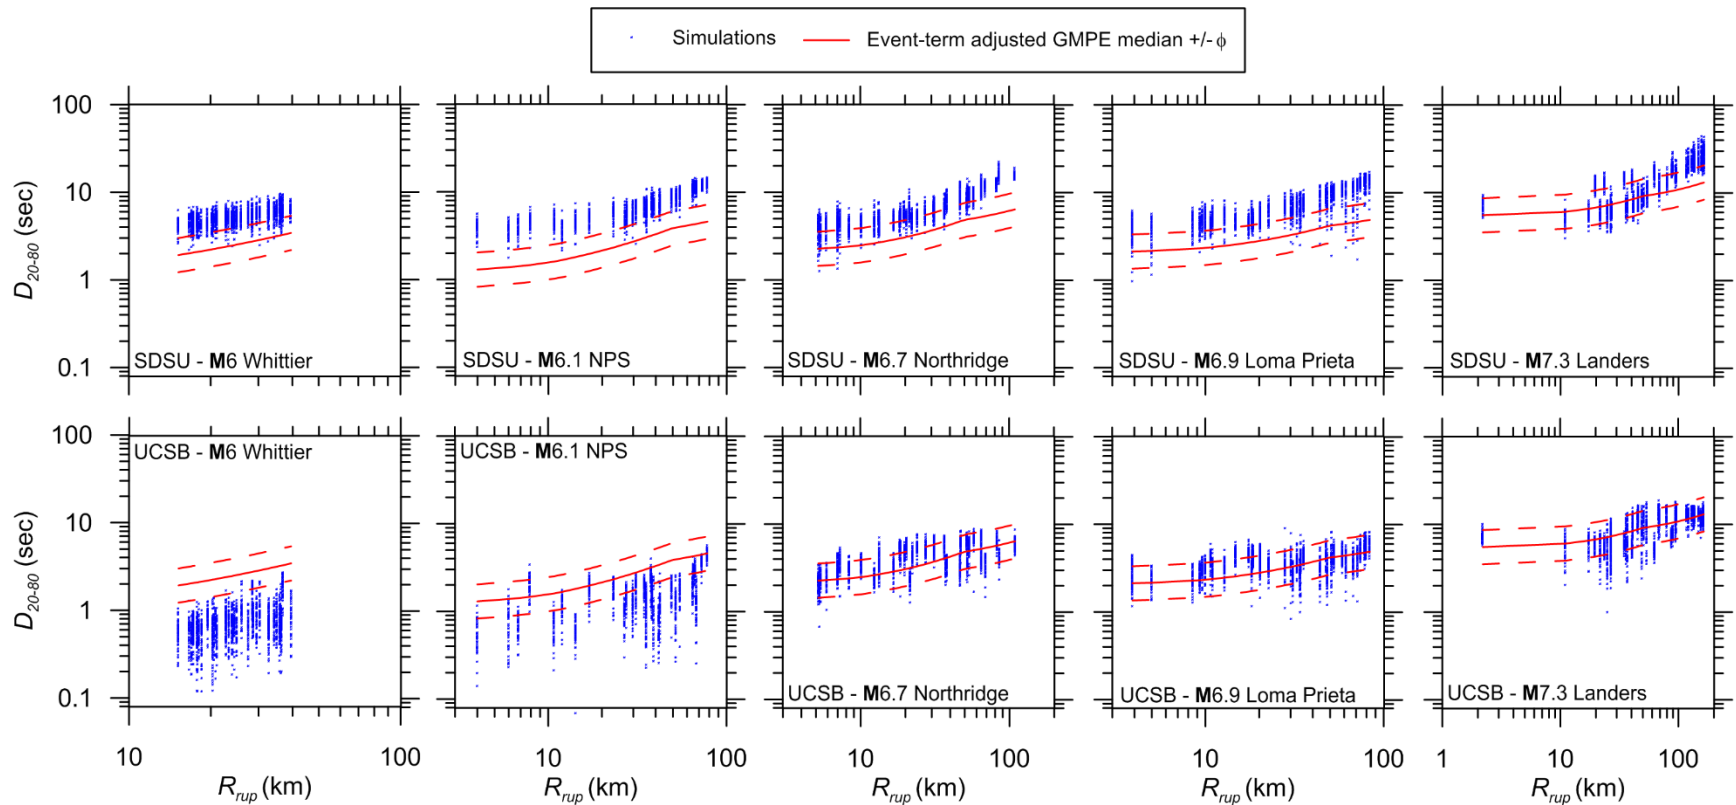 Simulations Event-term adjusted GMPE median +/- ϕ
100
10
1
0.1
D20-80 (sec)
SDSU - M6 Whittier
SDSU - M6.1 NPS
SDSU - M6.7 Northridge
SDSU - M6.9 Loma Prieta
SDSU - M7.3 Landers
100
10
1
0.1
D20-80 (sec)
UCSB - M6 Whittier
UCSB - M6.1 NPS
UCSB - M6.7 Northridge
UCSB - M6.9 Loma Prieta
UCSB - M7.3 Landers
10 100 10 10 100 10 100 1 10 100
Rrup (km) Rrup (km) Rrup (km) Rrup (km) Rrup (km)